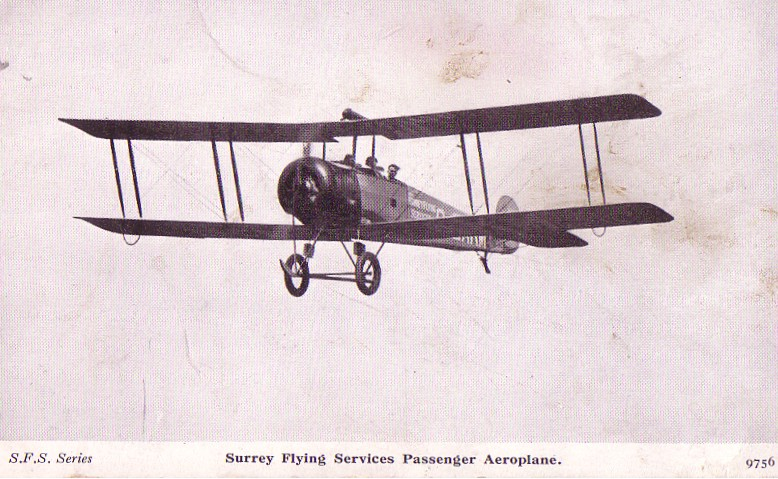 S.F.S. Series
Surrey Flying Services Passenger Aeroplane.
9756